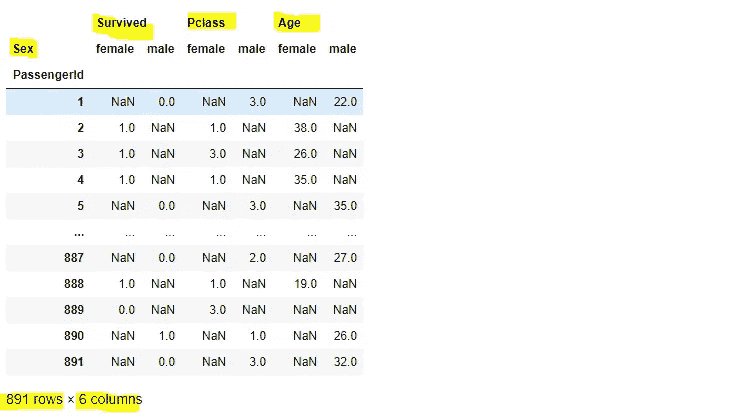 Survived Pclass Age
Sex female male female male female male
PassengerId
1 NaN 0.0 NaN 3.0 NaN 22.0
2 1.0 NaN 1.0 NaN 38.0 NaN
3 1.0 NaN 3.0 NaN 26.0 NaN
4 1.0 NaN 1.0 NaN 35.0 NaN
5 NaN 0.0 NaN 3.0 NaN 35.0
... ... ... ... ... ... ...
887 NaN 0.0 NaN 2.0 NaN 27.0
888 1.0 NaN 1.0 NaN 19.0 NaN
889 0.0 NaN 3.0 NaN NaN NaN
890 NaN 1.0 NaN 1.0 NaN 26.0
891 NaN 0.0 NaN 3.0 NaN 32.0
891 rows × 6 columns